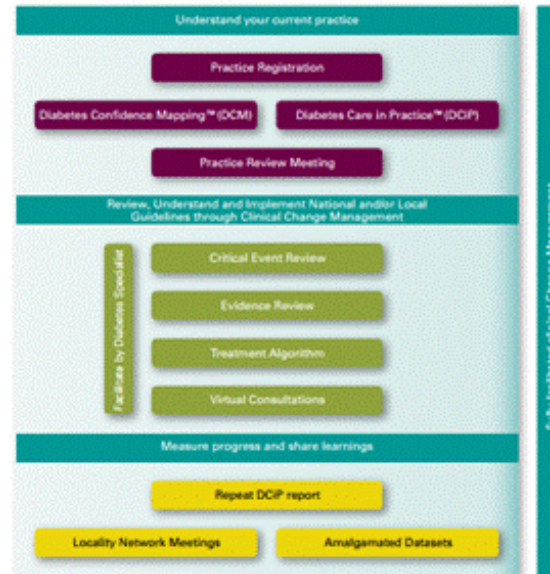 Understand your current practice
Practice Registration
Diabetes Confidence Mapping™ (DCM)
Diabetes Care in Practice™ (DCiP)
Practice Review Meeting
Review, Understand and Implement National and/or Local
Guidelines through Clinical Change Management
Facilitate by Diabetes Specialist
Critical Event Review
Evidence Review
Treatment Algorithm
Virtual Consultations
Measure progress and share learnings
Repeat DCiP report
Locality Network Meetings
Amalgamated Datasets